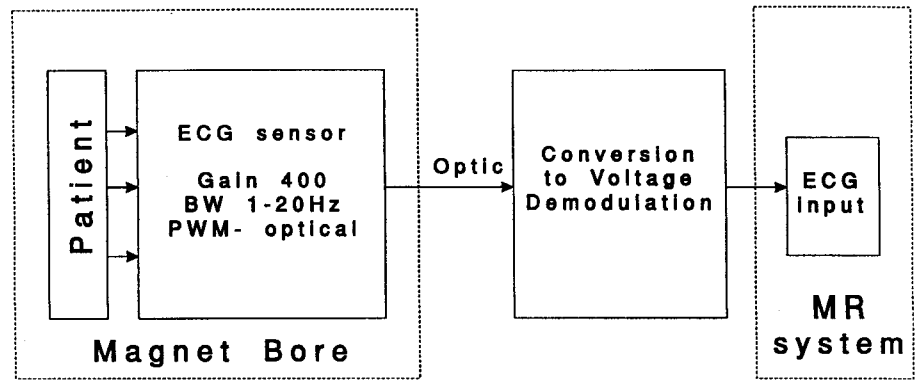 Patient
ECG sensor
Gain 400
BW 1-20Hz
PWM- optical
Magnet Bore
Optic
Conversion
to Voltage
Demodulation
ECG
input
MR
system